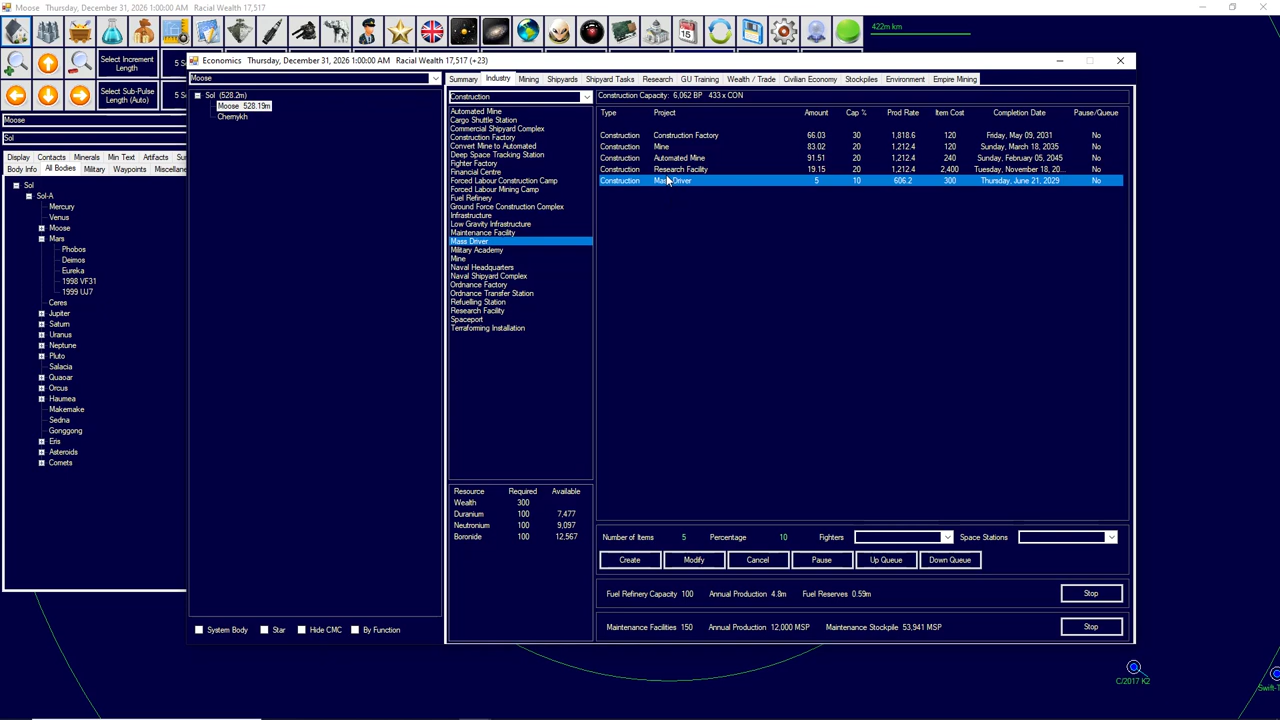 Moose   Thursday, December 31, 2026 1:00:00 AM   Racial Wealth 17,517
422m km
Select Increment Length
5 S
Select Sub-Pulse Length (Auto)
5 S
Economics   Thursday, December 31, 2026 1:00:00 AM   Racial Wealth 17,517 (+23)
Moose
Sol
Display   Contacts   Minerals   Min Text   Artifacts   Su
Body Info   All Bodies   Military   Waypoints   Miscellane
Sol
Sol-A
Mercury
Venus
Moose
Mars
Phobos
Deimos
Eureka
1998 VF31
1999 UJ7
Ceres
Jupiter
Saturn
Uranus
Neptune
Pluto
Salacia
Quaoar
Orcus
Haumea
Makemake
Sedna
Gonggong
Eris
Asteroids
Comets
Moose
Sol (528.2m)
Moose 528.19m
Chernykh
System Body   Star   Hide CMC   By Function
Summary   Industry   Mining   Shipyards   Shipyard Tasks   Research   GU Training   Wealth / Trade   Civilian Economy   Stockpiles   Environment   Empire Mining
Construction
Automated Mine
Cargo Shuttle Station
Commercial Shipyard Complex
Construction Factory
Convert Mine to Automated
Deep Space Tracking Station
Fighter Factory
Financial Centre
Forced Labour Construction Camp
Forced Labour Mining Camp
Fuel Refinery
Ground Force Construction Complex
Infrastructure
Low Gravity Infrastructure
Maintenance Facility
Mass Driver
Military Academy
Mine
Naval Headquarters
Naval Shipyard Complex
Ordnance Factory
Ordnance Transfer Station
Refuelling Station
Research Facility
Spaceport
Terraforming Installation
Resource   Required   Available
Wealth   300
Duranium   100   7,477
Neutronium   100   9,097
Boronide   100   12,567
Construction Capacity: 6,062 BP   433 x CON
Type   Project   Amount   Cap %   Prod Rate   Item Cost   Completion Date   Pause/Queue
Construction   Construction Factory   66.03   30   1,818.6   120   Friday, May 09, 2031   No
Construction   Mine   83.02   20   1,212.4   120   Sunday, March 18, 2035   No
Construction   Automated Mine   91.51   20   1,212.4   240   Sunday, February 05, 2045   No
Construction   Research Facility   19.15   20   1,212.4   2,400   Tuesday, November 18, 20...   No
Construction   Mass Driver   5   10   606.2   300   Thursday, June 21, 2029   No
Number of Items   5   Percentage   10   Fighters   Space Stations
Create   Modify   Cancel   Pause   Up Queue   Down Queue
Fuel Refinery Capacity 100   Annual Production 4.8m   Fuel Reserves 0.59m   Stop
Maintenance Facilities 150   Annual Production 12,000 MSP   Maintenance Stockpile 53,941 MSP   Stop
C/2017 K2
Swift-T